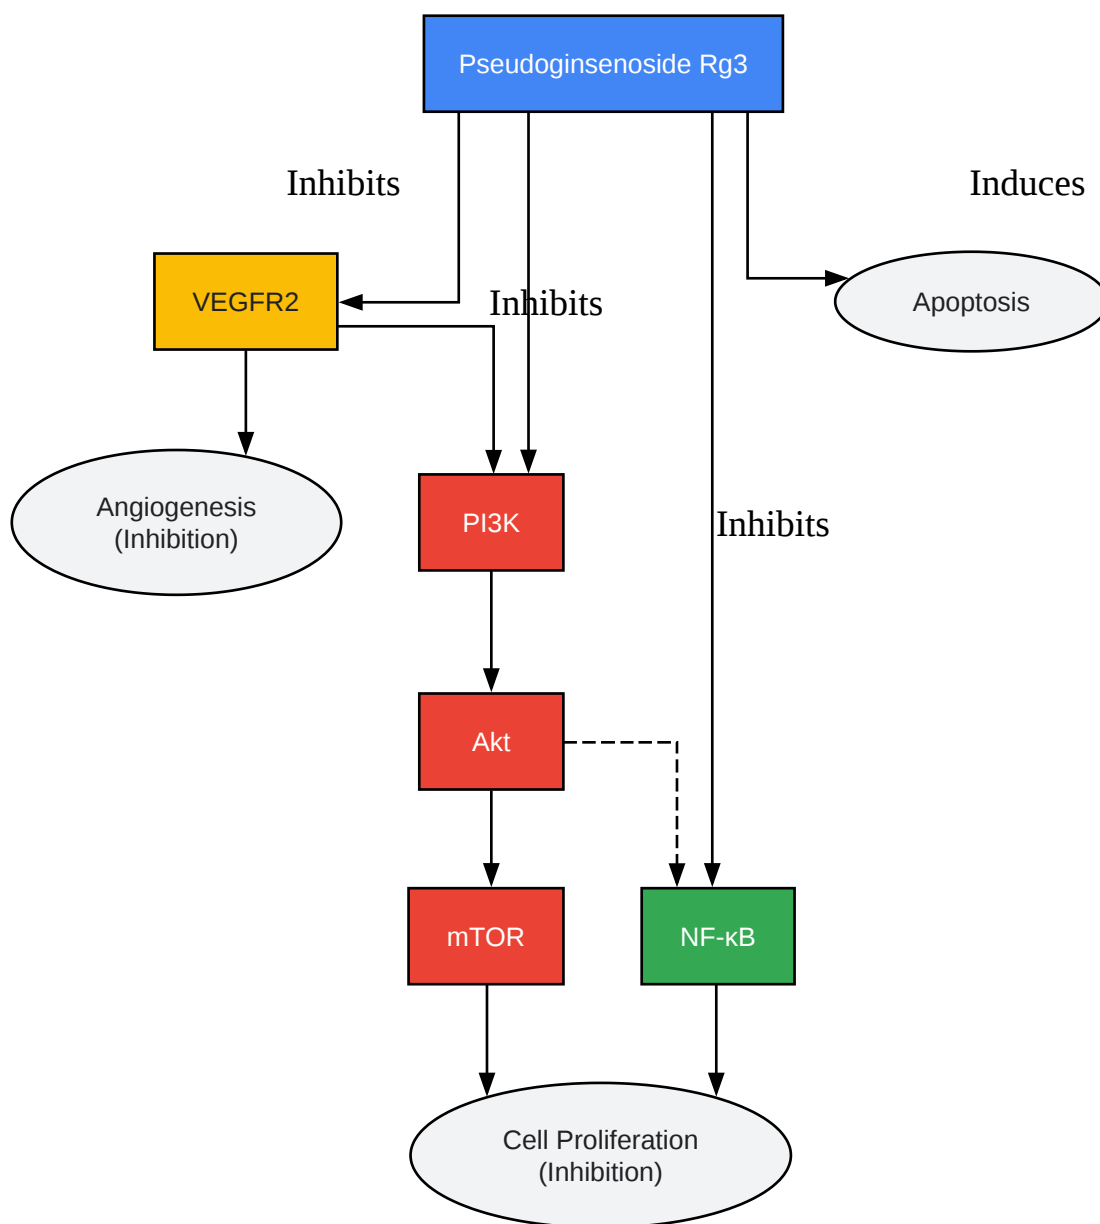 Pseudoginsenoside Rg3
Inhibits
Induces
VEGFR2
Inhibits
Apoptosis
Angiogenesis
(Inhibition)
PI3K
Inhibits
Akt
mTOR
NF-κB
Cell Proliferation
(Inhibition)